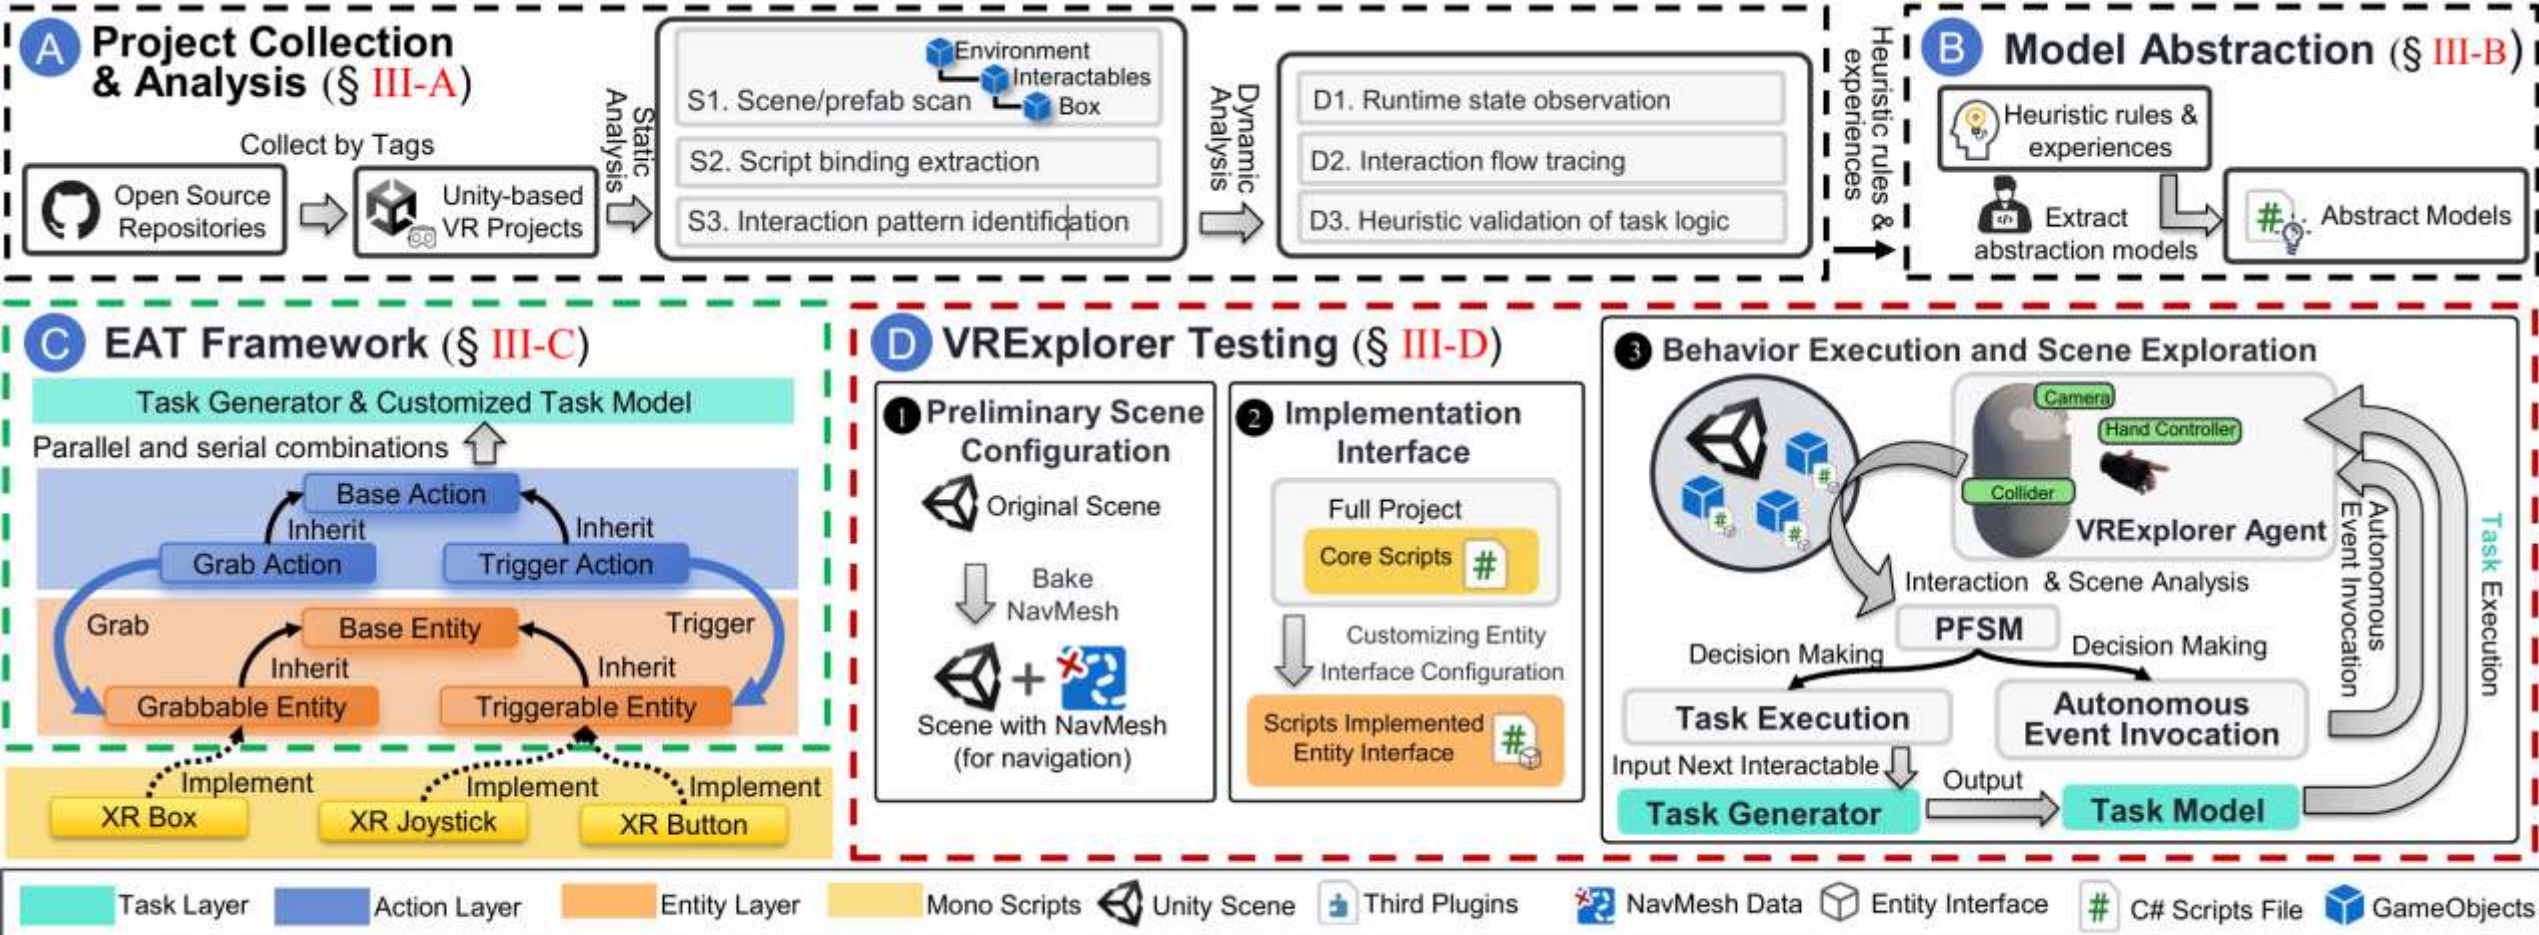 A Project Collection
& Analysis (§ III-A)
Collect by Tags
Open Source
Repositories
Unity-based
VR Projects
Static
Analysis
Environment
Interactables
Box
S1. Scene/prefab scan
S2. Script binding extraction
S3. Interaction pattern identification
Dynamic
Analysis
D1. Runtime state observation
D2. Interaction flow tracing
D3. Heuristic validation of task logic
Heuristic rules &
experiences
B Model Abstraction (§ III-B)
Heuristic rules &
experiences
</>
Extract
abstraction models
#
Abstract Models
C EAT Framework (§ III-C)
Task Generator & Customized Task Model
Parallel and serial combinations
Base Action
Inherit
Inherit
Grab Action
Trigger Action
Grab
Base Entity
Trigger
Inherit
Inherit
Grabbable Entity
Triggerable Entity
Implement
Implement
Implement
XR Box
XR Joystick
XR Button
D VRExplorer Testing (§ III-D)
1 Preliminary Scene
Configuration
Original Scene
Bake
NavMesh
+
Scene with NavMesh
(for navigation)
2 Implementation
Interface
Full Project
Core Scripts #
Customizing Entity
Interface Configuration
Scripts Implemented
Entity Interface
#
3 Behavior Execution and Scene Exploration
#
#
#
Camera
Hand Controller
Collider
VRExplorer Agent
Interaction & Scene Analysis
PFSM
Decision Making
Decision Making
Task Execution
Autonomous
Event Invocation
Input Next Interactable
Output
Task Generator
Task Model
Autonomous
Event Invocation
Task Execution
Task Layer
Action Layer
Entity Layer
Mono Scripts
Unity Scene
Third Plugins
NavMesh Data
Entity Interface
# C# Scripts File
GameObjects